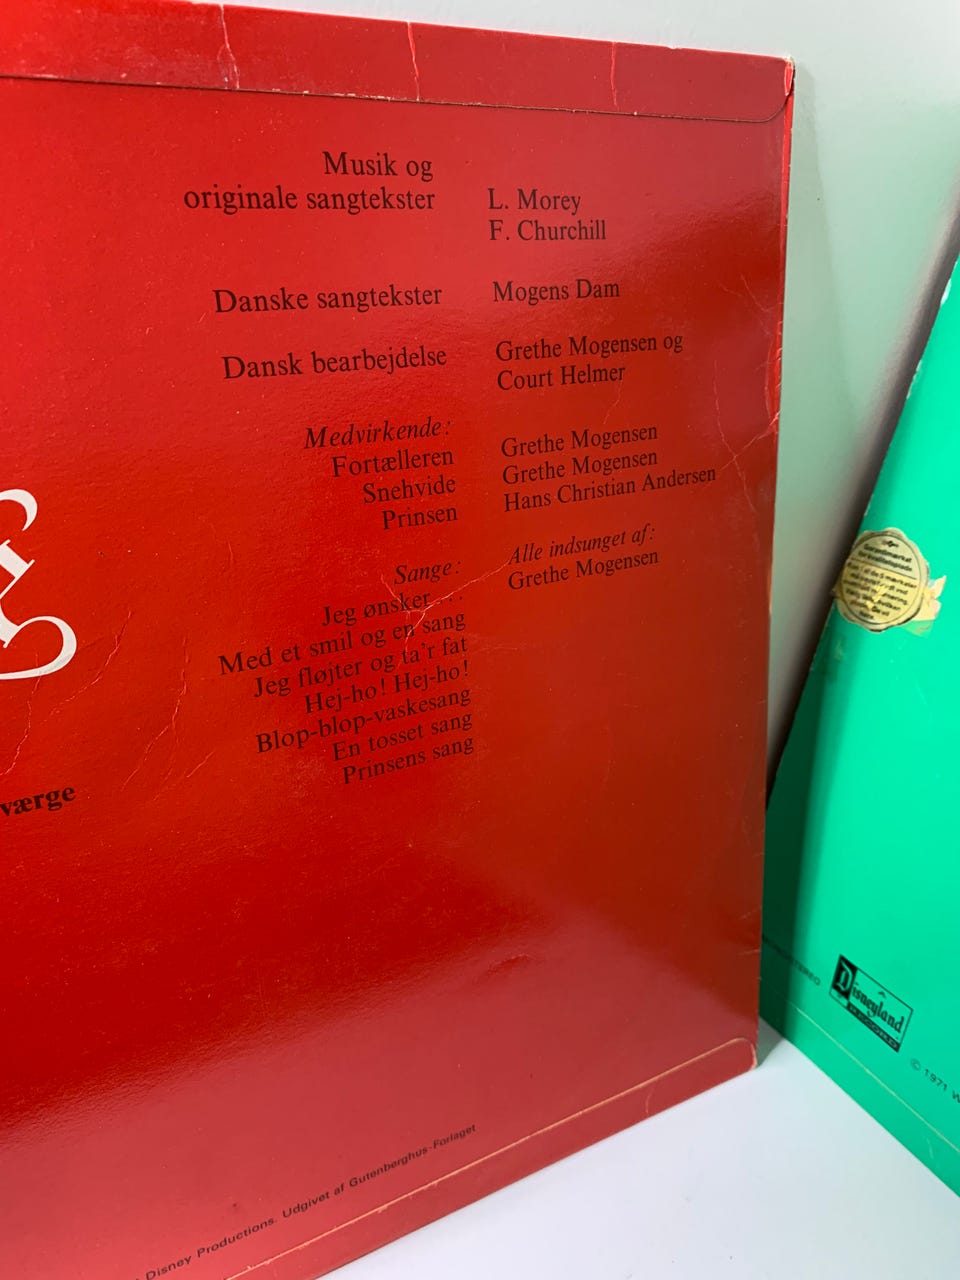 Musik og
originale sangtekster L. Morey
F. Churchill
Danske sangtekster Mogens Dam
Dansk bearbejdelse Grethe Mogensen og
Court Helmer
Medvirkende:
Fortælleren Grethe Mogensen
Snehvide Grethe Mogensen
Prinsen Hans Christian Andersen
Sange: Alle indsunget af:
Jeg ønsker... Grethe Mogensen
Med et smil og en sang
Jeg fløjter og ta'r fat
Hej-ho! Hej-ho!
Blop-blop-vaskesang
En tosset sang
Prinsens sang
værge
Disney Productions. Udgivet af Gutenberghus-Forlaget
Disneyland
© 1971 W